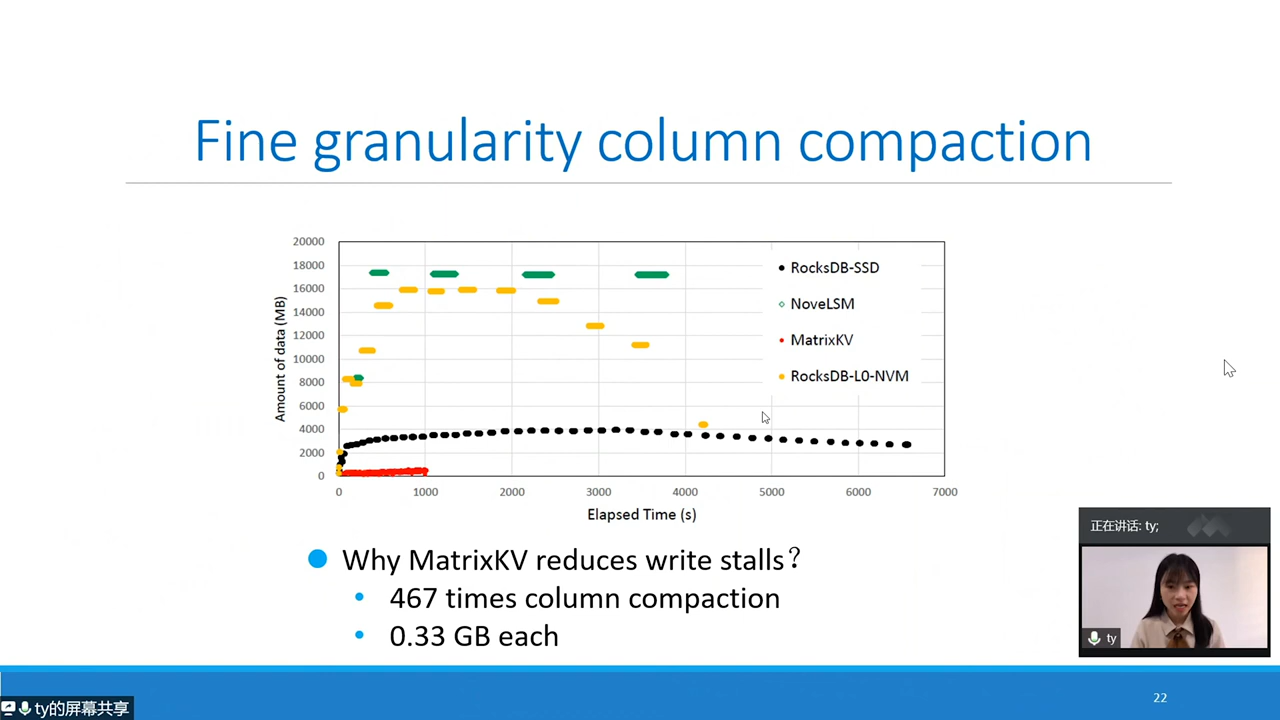 Fine granularity column compaction
20000
18000
16000
14000
12000
10000
8000
6000
4000
2000
0
Amount of data (MB)
0 1000 2000 3000 4000 5000 6000 7000
Elapsed Time (s)
RocksDB-SSD
NoveLSM
MatrixKV
RocksDB-L0-NVM
Why MatrixKV reduces write stalls？
467 times column compaction
0.33 GB each
正在讲话: ty;
ty
22
ty的屏幕共享